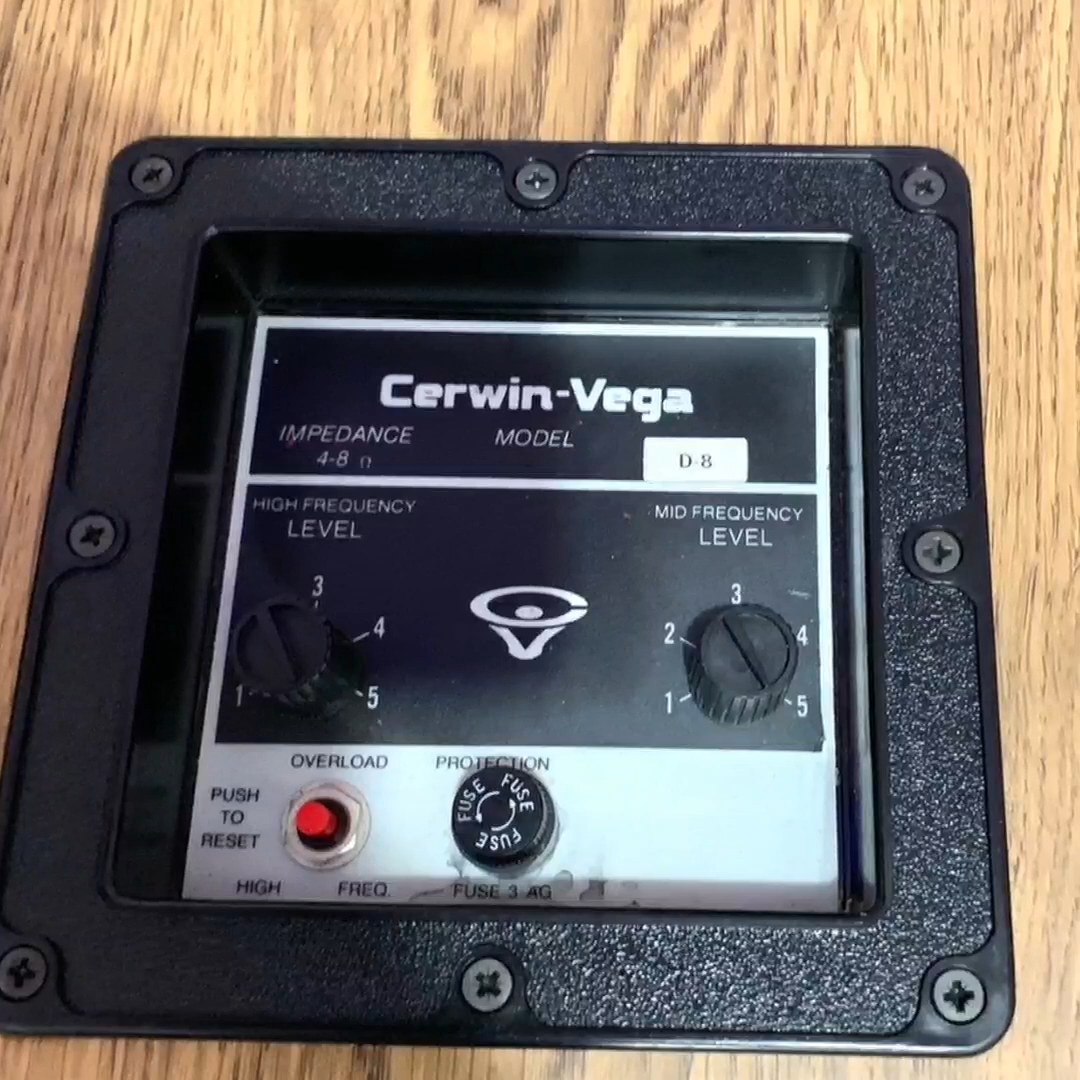 Cerwin-Vega
IMPEDANCE MODEL
4-8 Ω D-8
HIGH FREQUENCY
LEVEL
3
4
1 5
MID FREQUENCY
LEVEL
3
2 4
1 5
OVERLOAD PROTECTION
PUSH
TO
RESET
FUSE FUSE FUSE
HIGH FREQ. FUSE 3 AG